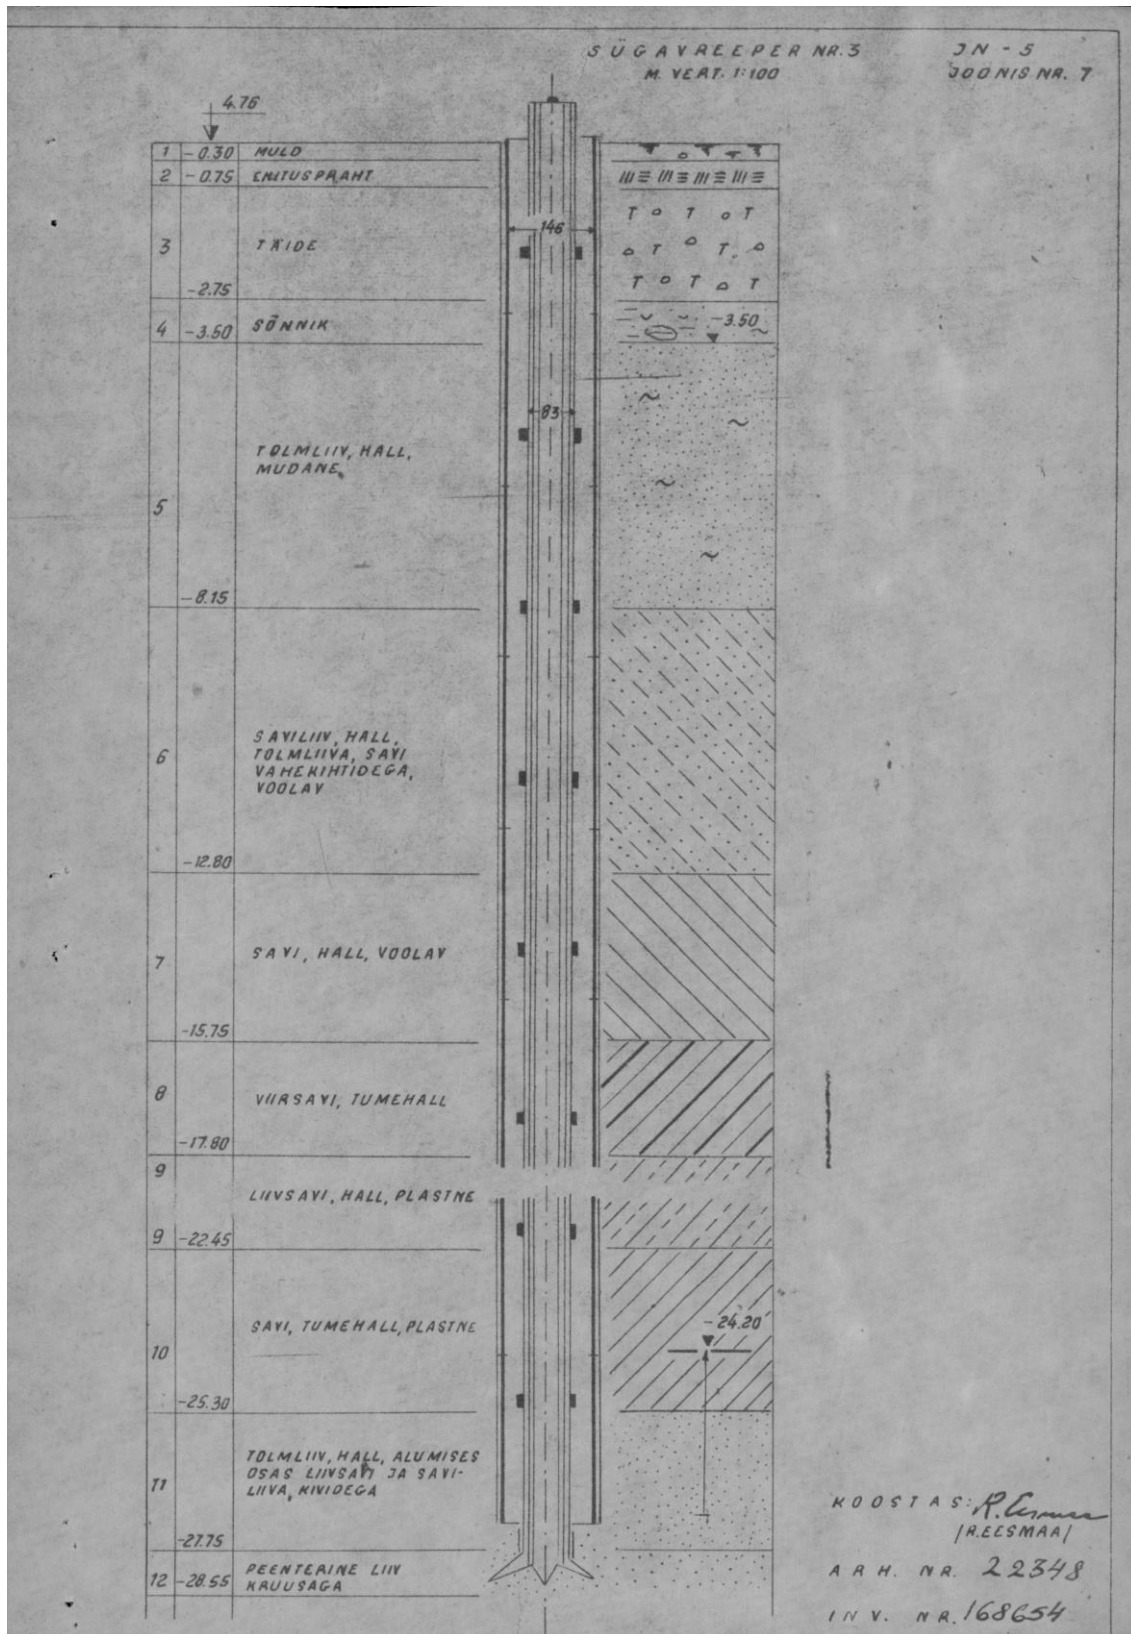 SÜGAVREEPER NR. 3
M. VERT. 1:100
JN - 5
JOONIS NR. 7
4.76
1 -0.30 MULD
2 -0.75 EHITUSPRAHT
146
3 TÄIDE
-2.75
4 -3.50 SÕNNIK
-3.50
83
TOLMLIIV, HALL,
MUDANE
5
-8.15
6
SAVILIIV, HALL,
TOLMLIIVA, SAVI
VAHEKIHTIDEGA,
VOOLAV
-12.80
7 SAVI, HALL, VOOLAV
-15.75
8 VIIRSAVI, TUMEHALL
-17.80
9
LIIVSAVI, HALL, PLASTNE
9 -22.45
-24.20
SAVI, TUMEHALL, PLASTNE
10
-25.30
TOLMLIIV, HALL, ALUMISES
OSAS LIIVSAVI JA SAVI-
LIIVA, KIVIDEGA
11
-27.75
12 -28.55 PEENTERINE LIIV
KRUUSAGA
KOOSTAS: R. Eesmaa
/R.EESMAA/
ARH. NR. 22348
INV. NR. 168654